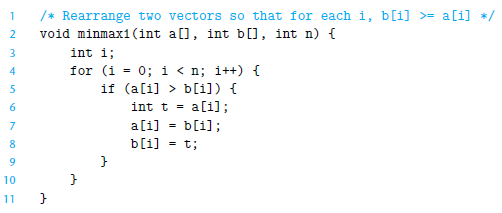 1 /* Rearrange two vectors so that for each i, b[i] >= a[i] */
2 void minmax1(int a[], int b[], int n) {
3 int i;
4 for (i = 0; i < n; i++) {
5 if (a[i] > b[i]) {
6 int t = a[i];
7 a[i] = b[i];
8 b[i] = t;
9 }
10 }
11 }